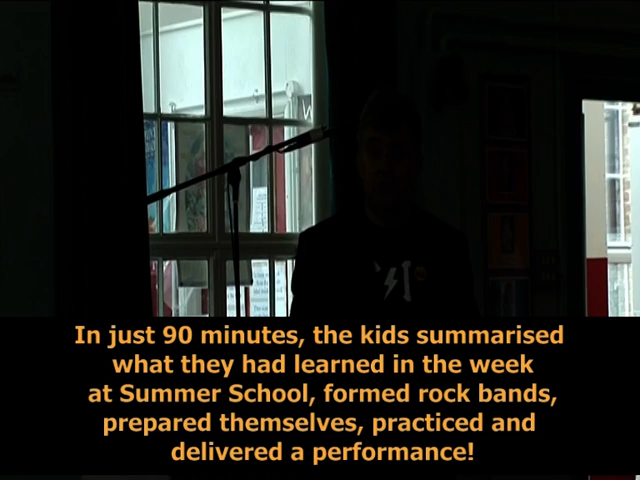 In just 90 minutes, the kids summarised
what they had learned in the week
at Summer School, formed rock bands,
prepared themselves, practiced and
delivered a performance!